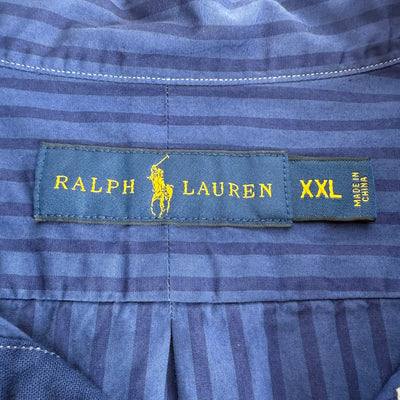 RALPH LAUREN
XXL
MADE IN
CHINA